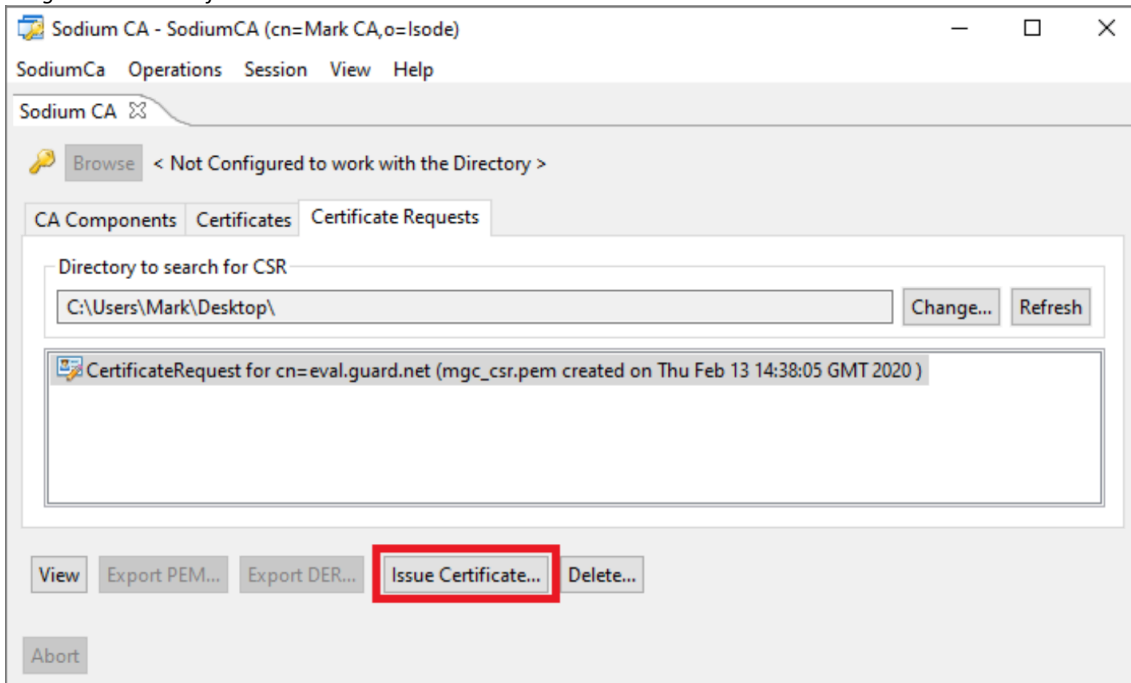 Sodium CA - SodiumCA (cn=Mark CA,o=Isode)
SodiumCa Operations Session View Help
Sodium CA
Browse < Not Configured to work with the Directory >
CA Components Certificates Certificate Requests
Directory to search for CSR
C:\Users\Mark\Desktop\ Change... Refresh
CertificateRequest for cn=eval.guard.net (mgc_csr.pem created on Thu Feb 13 14:38:05 GMT 2020 )
View Export PEM... Export DER... Issue Certificate... Delete...
Abort